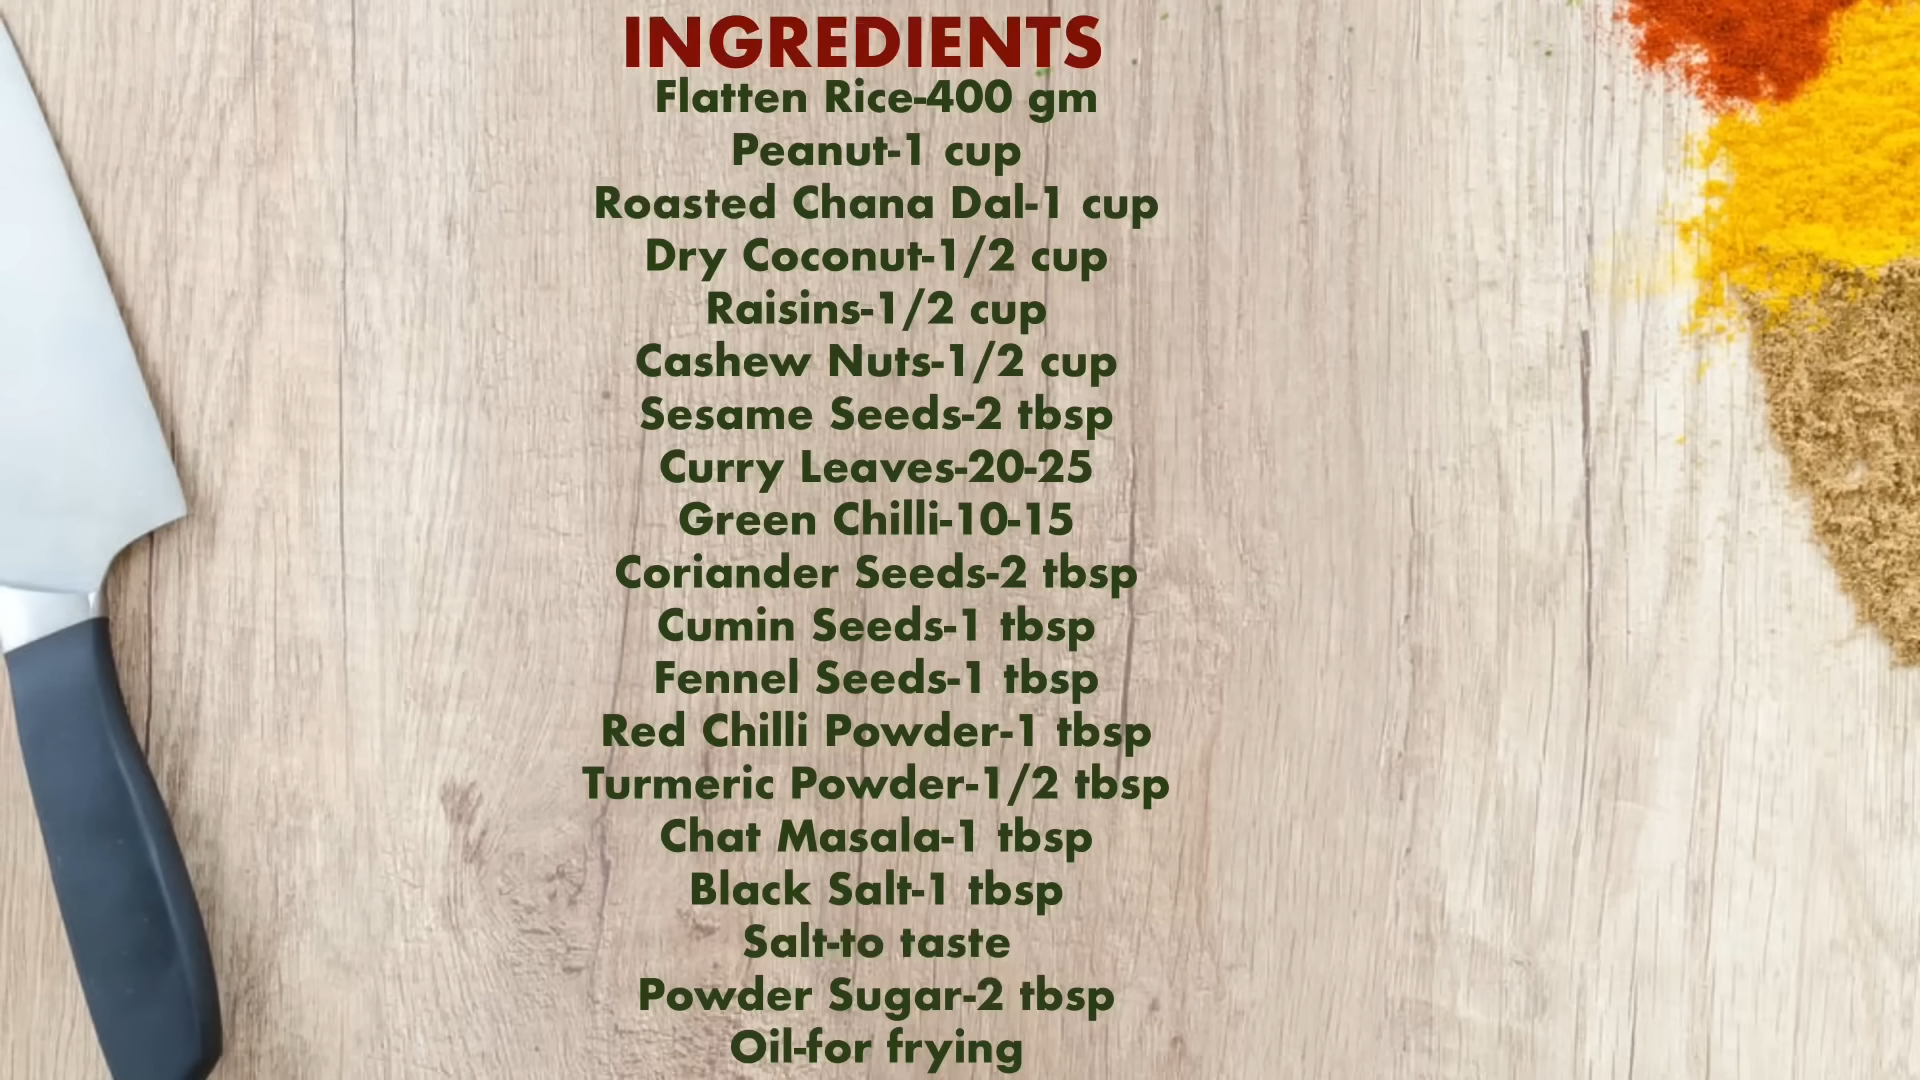 INGREDIENTS
Flatten Rice-400 gm
Peanut-1 cup
Roasted Chana Dal-1 cup
Dry Coconut-1/2 cup
Raisins-1/2 cup
Cashew Nuts-1/2 cup
Sesame Seeds-2 tbsp
Curry Leaves-20-25
Green Chilli-10-15
Coriander Seeds-2 tbsp
Cumin Seeds-1 tbsp
Fennel Seeds-1 tbsp
Red Chilli Powder-1 tbsp
Turmeric Powder-1/2 tbsp
Chat Masala-1 tbsp
Black Salt-1 tbsp
Salt-to taste
Powder Sugar-2 tbsp
Oil-for frying